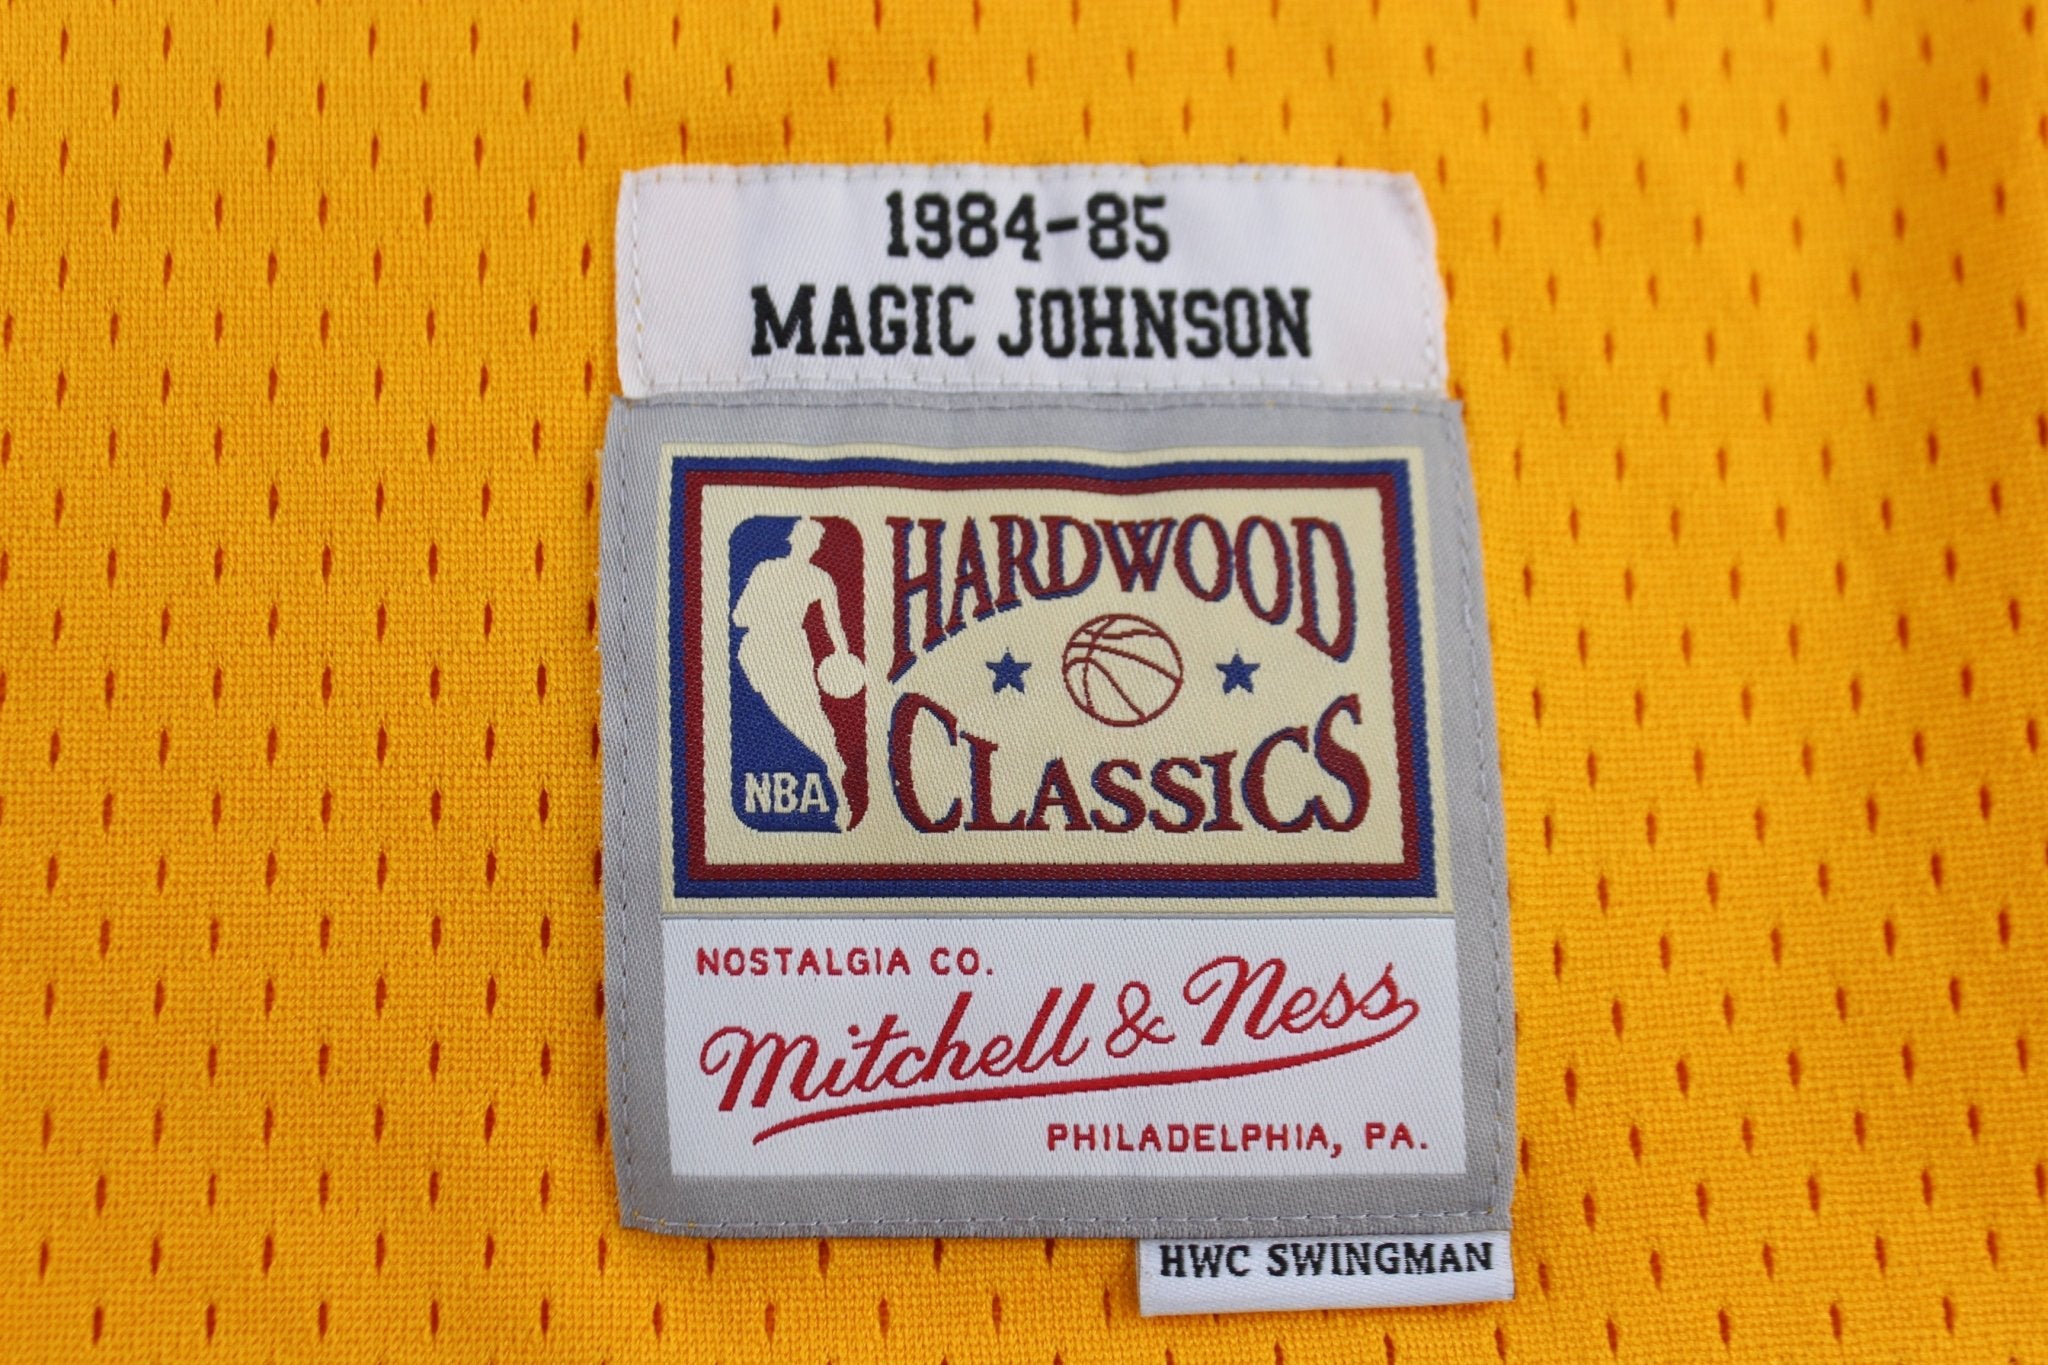 1984-85
MAGIC JOHNSON
HARDWOOD
CLASSICS
NBA
NOSTALGIA CO.
Mitchell & Ness
PHILADELPHIA, PA.
HWC SWINGMAN